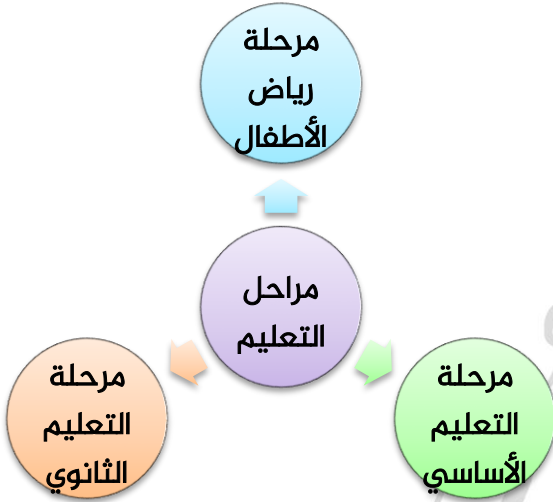 مرحلة
رياض
الأطفال
مراحل
التعليم
مرحلة
التعليم
الأساسي
مرحلة
التعليم
الثانوي